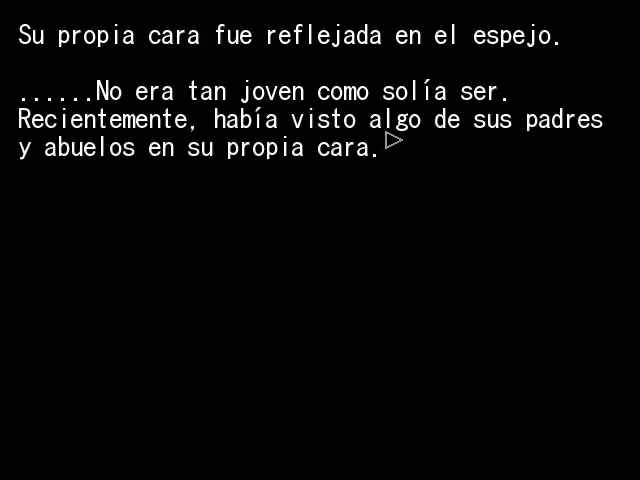 Su propia cara fue reflejada en el espejo.
......No era tan joven como solía ser.
Recientemente, había visto algo de sus padres
y abuelos en su propia cara.